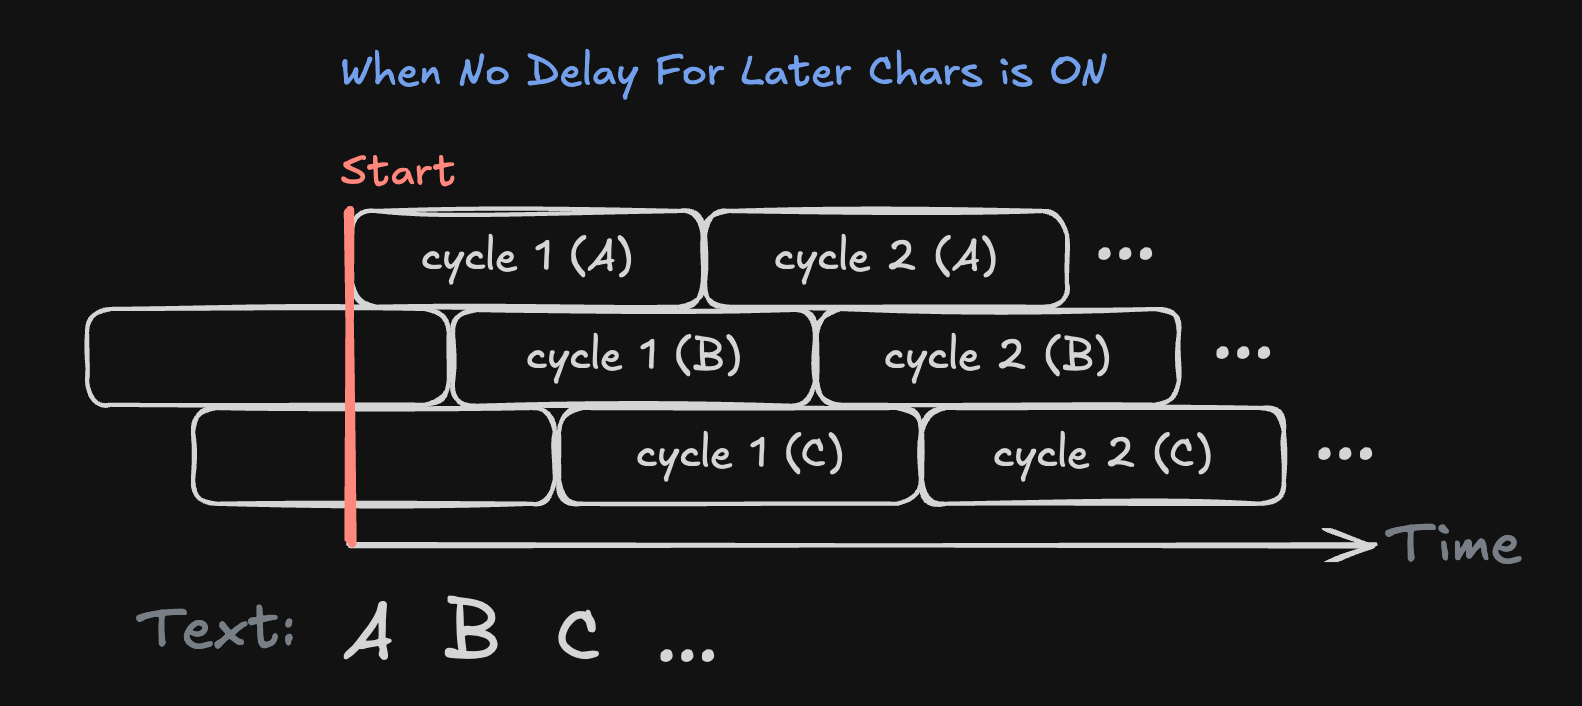 When No Delay For Later Chars is ON
Start
cycle 1 (A) cycle 2 (A) ...
cycle 1 (B) cycle 2 (B) ...
cycle 1 (C) cycle 2 (C) ...
Time
Text: A B C ...